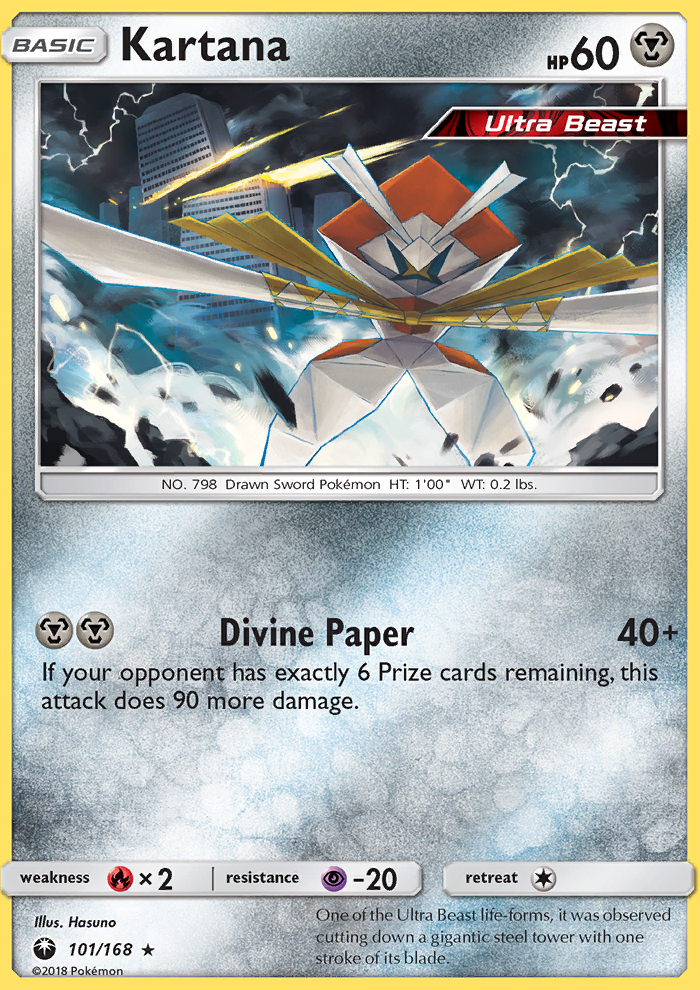 BASIC Kartana HP60
Ultra Beast
NO. 798 Drawn Sword Pokémon HT: 1'00" WT: 0.2 lbs.
Divine Paper 40+
If your opponent has exactly 6 Prize cards remaining, this
attack does 90 more damage.
weakness ×2 resistance -20 retreat
Illus. Hasuno
101/168 ★
©2018 Pokémon
One of the Ultra Beast life-forms, it was observed
cutting down a gigantic steel tower with one
stroke of its blade.